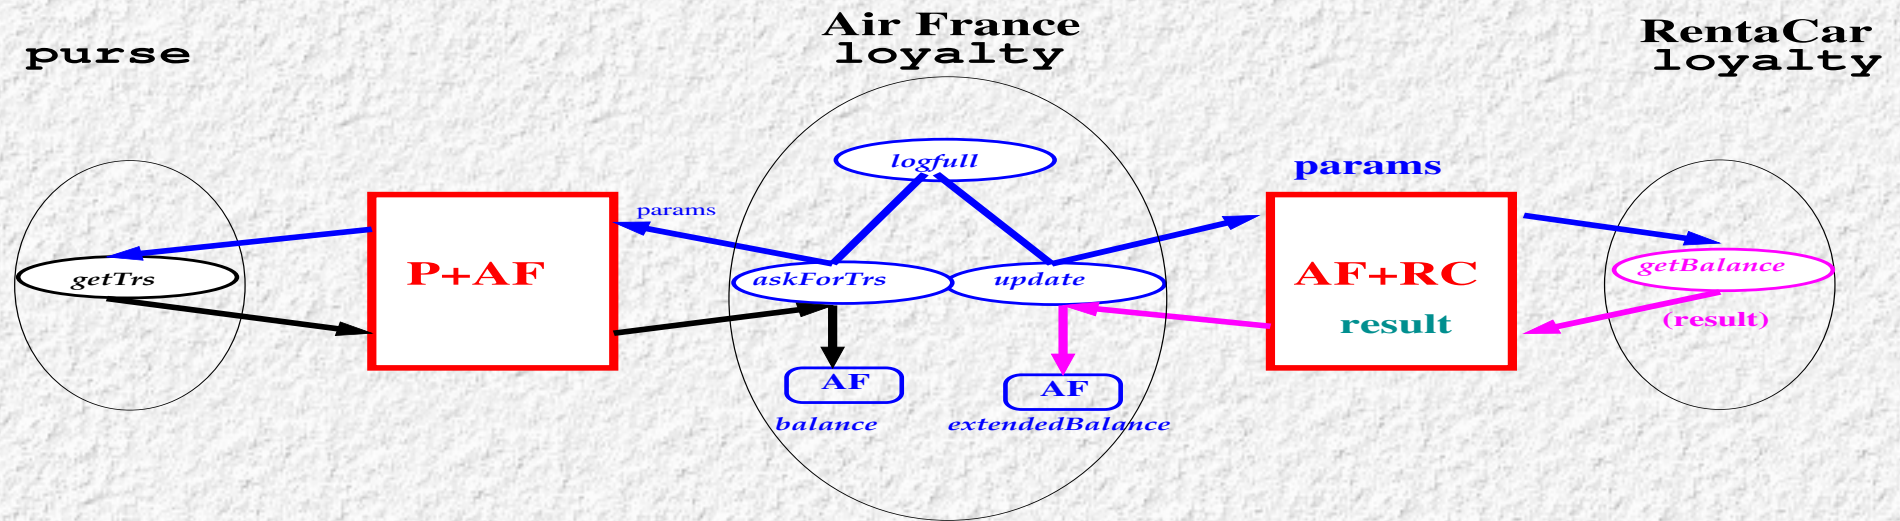 purse
Air France
loyalty
RentaCar
loyalty
logfull
params
params
getTrs
P+AF
askForTrs
update
AF+RC
result
getBalance
(result)
AF
balance
AF
extendedBalance